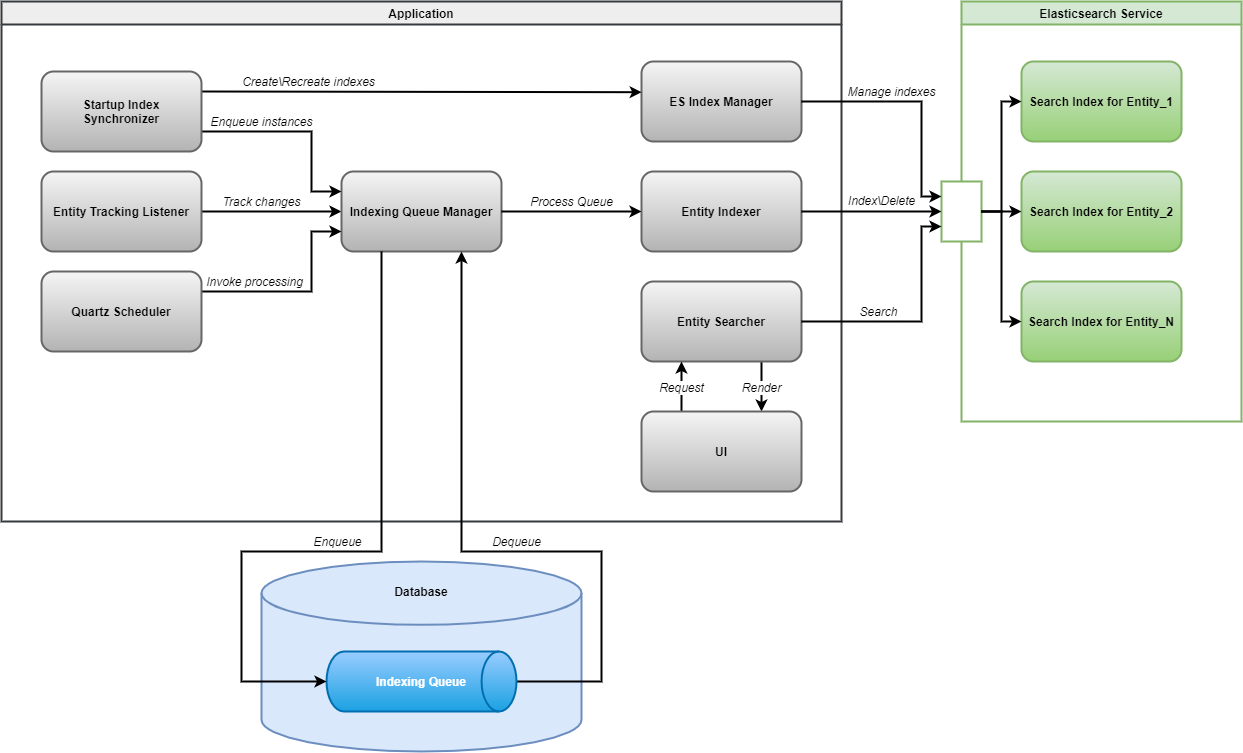 Application
Elasticsearch Service
Startup Index
Synchronizer
Create\Recreate indexes
Enqueue instances
ES Index Manager
Manage indexes
Search Index for Entity_1
Entity Tracking Listener
Track changes
Indexing Queue Manager
Process Queue
Entity Indexer
Index\Delete
Search Index for Entity_2
Quartz Scheduler
Invoke processing
Entity Searcher
Search
Search Index for Entity_N
Request
Render
UI
Enqueue
Dequeue
Database
Indexing Queue